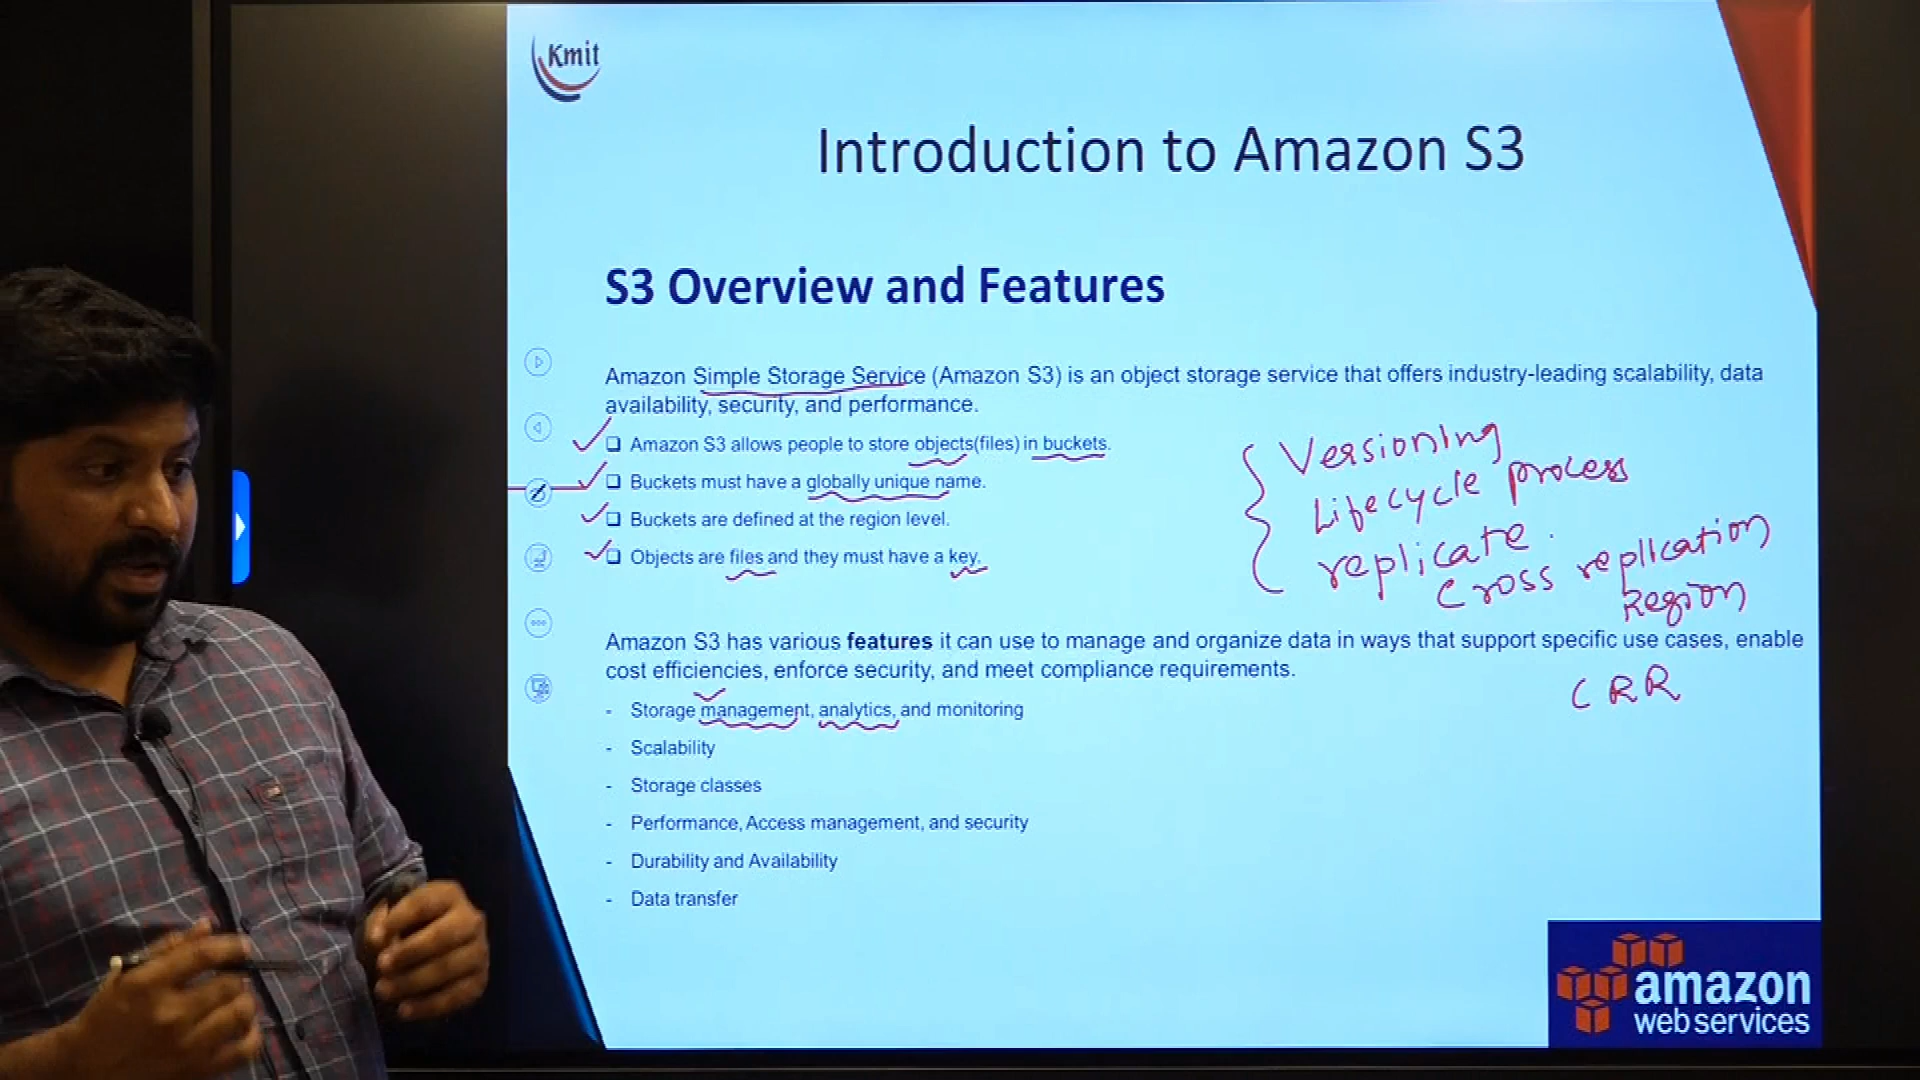 Kmit
Introduction to Amazon S3
S3 Overview and Features
Amazon Simple Storage Service (Amazon S3) is an object storage service that offers industry-leading scalability, data
availability, security, and performance.
❑ Amazon S3 allows people to store objects(files) in buckets.
❑ Buckets must have a globally unique name.
❑ Buckets are defined at the region level.
❑ Objects are files and they must have a key.
Versioning
Lifecycle process
replicate.
Cross replication
Region
Amazon S3 has various features it can use to manage and organize data in ways that support specific use cases, enable
cost efficiencies, enforce security, and meet compliance requirements.
CRR
- Storage management, analytics, and monitoring
- Scalability
- Storage classes
- Performance, Access management, and security
- Durability and Availability
- Data transfer
amazon
webservices